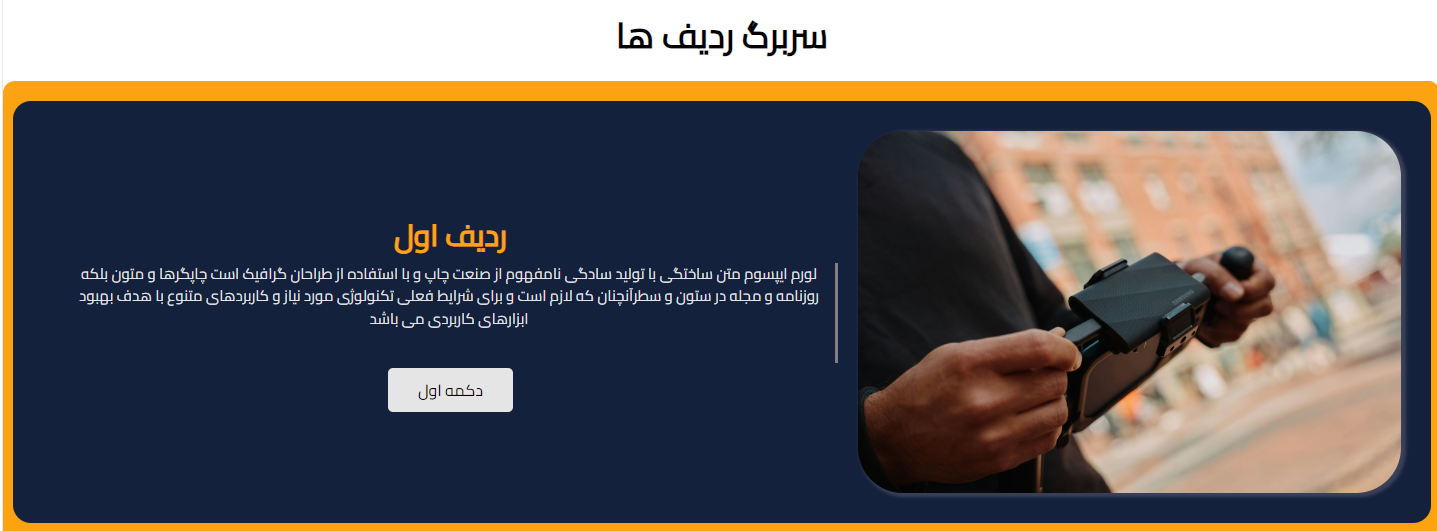 سربرگ ردیف ها
ردیف اول
لورم ایپسوم متن ساختگی با تولید سادگی نامفهوم از صنعت چاپ و با استفاده از طراحان گرافیک است چاپگرها و متون بلکه
روزنامه و مجله در ستون و سطرآنچنان که لازم است و برای شرایط فعلی تکنولوژی مورد نیاز و کاربردهای متنوع با هدف بهبود
ابزارهای کاربردی می باشد
دکمه اول